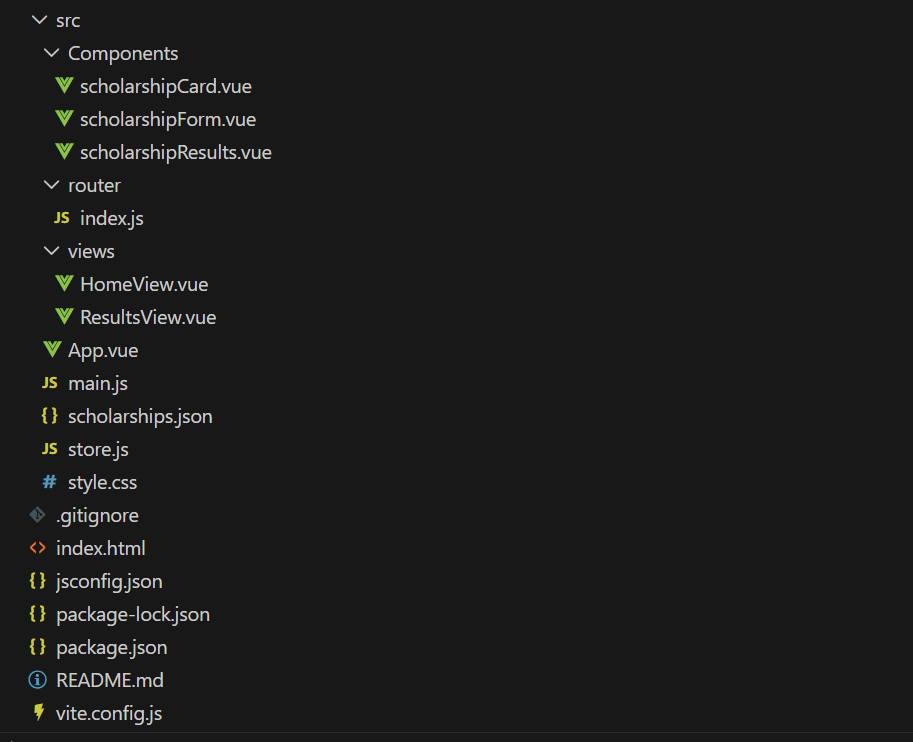 src
Components
scholarshipCard.vue
scholarshipForm.vue
scholarshipResults.vue
router
JS index.js
views
HomeView.vue
ResultsView.vue
App.vue
JS main.js
{} scholarships.json
JS store.js
# style.css
.gitignore
<> index.html
{} jsconfig.json
{} package-lock.json
{} package.json
README.md
vite.config.js